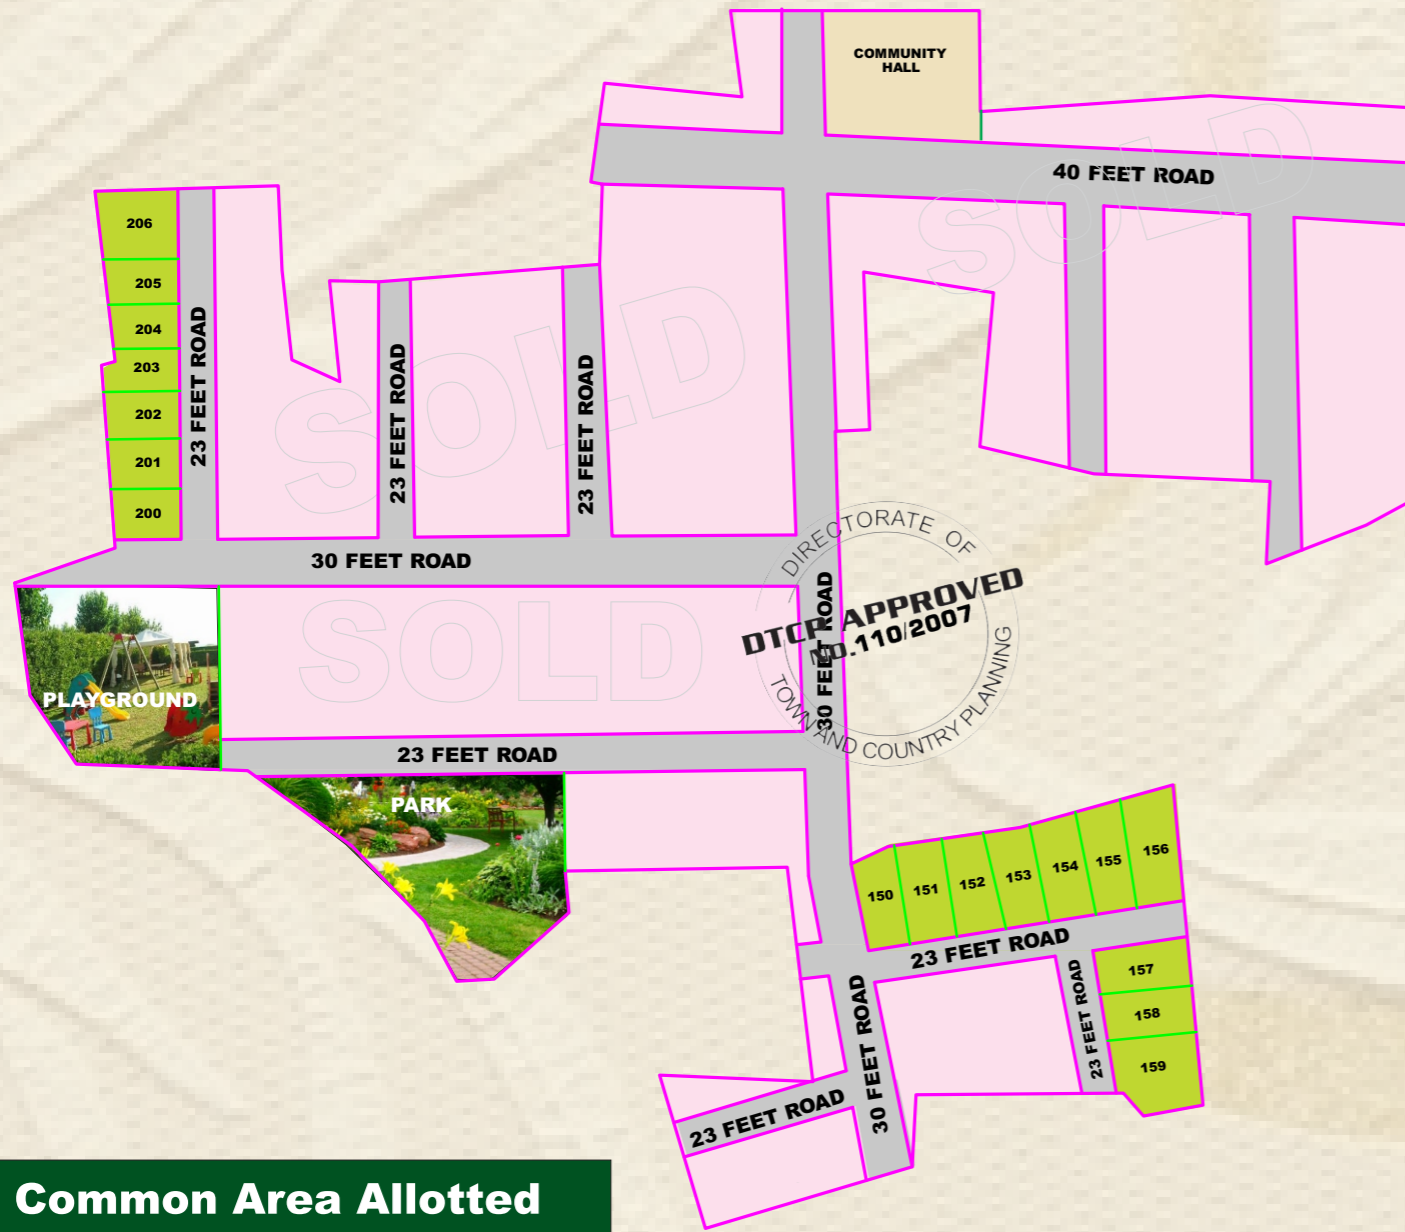 COMMUNITY
HALL
40 FEET ROAD
SOLD
206
205
204
203
202
201
200
23 FEET ROAD
23 FEET ROAD
23 FEET ROAD
SOLD
30 FEET ROAD
DIRECTORATE OF
TOWN AND COUNTRY PLANNING
DTCP APPROVED
No.110/2007
30 FEET ROAD
SOLD
PLAYGROUND
23 FEET ROAD
PARK
150
151
152
153
154
155
156
23 FEET ROAD
157
158
159
23 FEET ROAD
30 FEET ROAD
23 FEET ROAD
Common Area Allotted